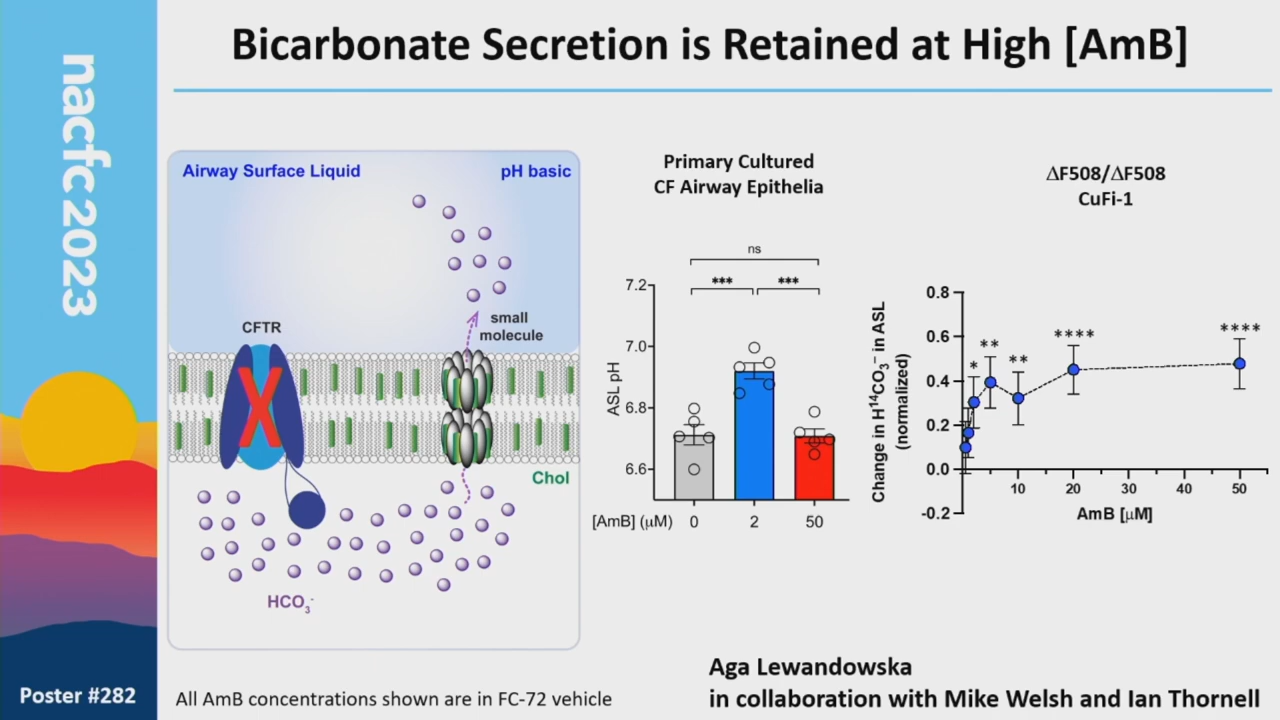 Bicarbonate Secretion is Retained at High [AmB]
nacfc2023
Poster #282
Airway Surface Liquid
pH basic
CFTR
small
molecule
Chol
HCO₃⁻
All AmB concentrations shown are in FC-72 vehicle
Primary Cultured
CF Airway Epithelia
ns
***
***
7.2
7.0
6.8
6.6
ASL pH
[AmB] (μM)
0
2
50
ΔF508/ΔF508
CuFi-1
Change in H¹⁴CO₃⁻ in ASL
(normalized)
0.8
0.6
0.4
0.2
0.0
-0.2
*
**
**
****
****
10
20
30
40
50
AmB [μM]
Aga Lewandowska
in collaboration with Mike Welsh and Ian Thornell